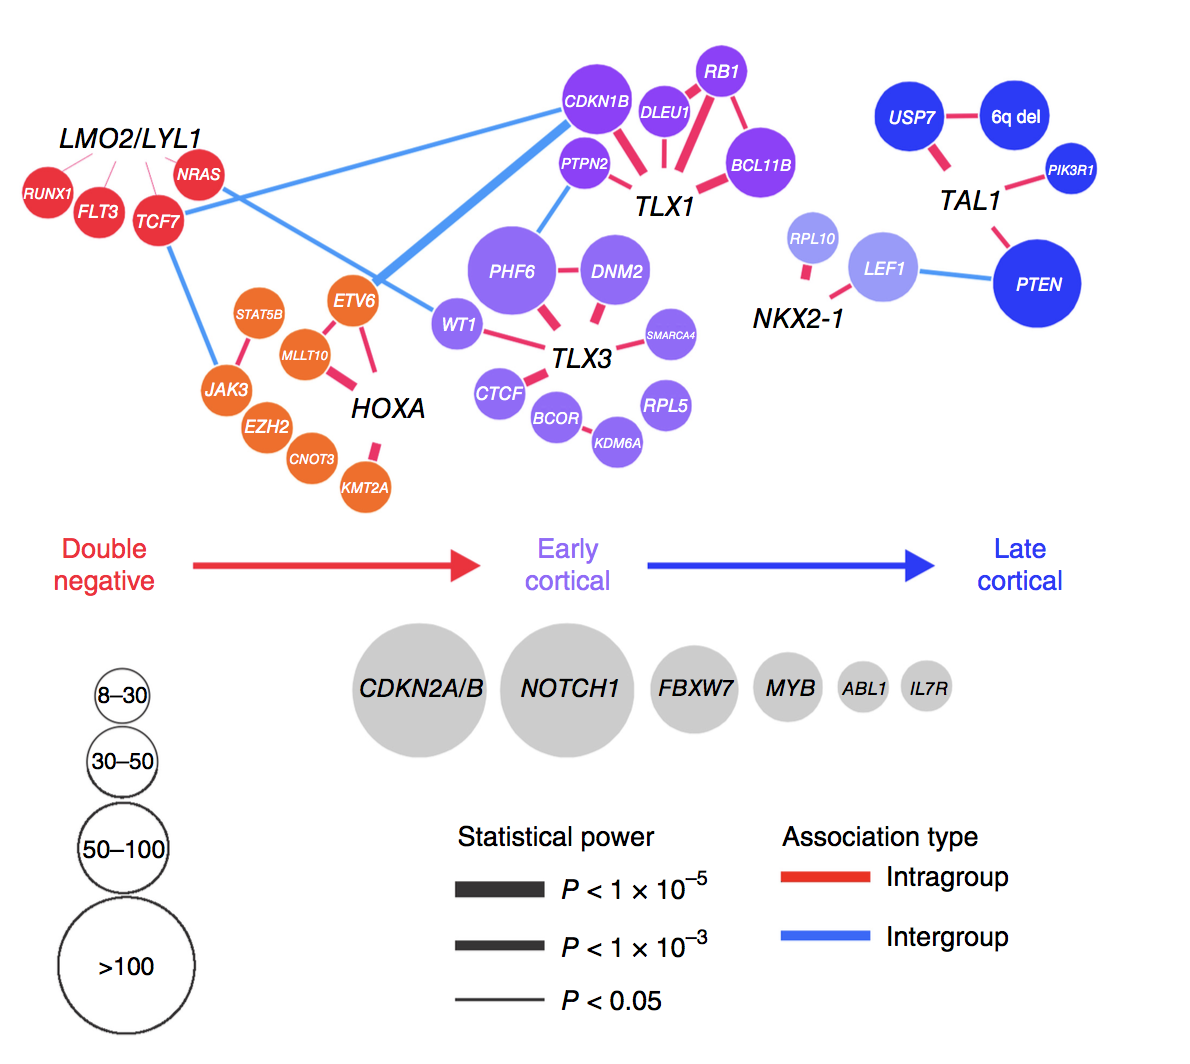 LMO2/LYL1
RUNX1
FLT3
TCF7
NRAS
CDKN1B
DLEU1
RB1
PTPN2
BCL11B
TLX1
USP7
6q del
PIK3R1
TAL1
PTEN
RPL10
LEF1
NKX2-1
PHF6
DNM2
WT1
SMARCA4
TLX3
CTCF
BCOR
KDM6A
RPL5
STAT5B
ETV6
MLLT10
JAK3
HOXA
EZH2
CNOT3
KMT2A
Double
negative
Early
cortical
Late
cortical
CDKN2A/B
NOTCH1
FBXW7
MYB
ABL1
IL7R
8–30
30–50
50–100
>100
Statistical power
P < 1 × 10⁻⁵
P < 1 × 10⁻³
P < 0.05
Association type
Intragroup
Intergroup